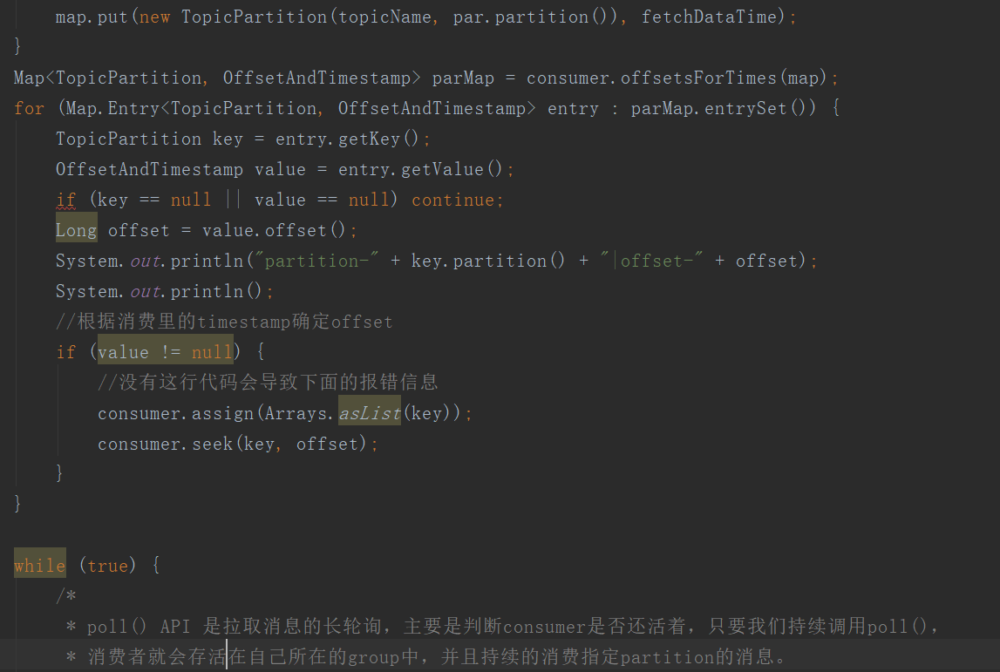 map.put(new TopicPartition(topicName, par.partition()), fetchDataTime);
}
Map<TopicPartition, OffsetAndTimestamp> parMap = consumer.offsetsForTimes(map);
for (Map.Entry<TopicPartition, OffsetAndTimestamp> entry : parMap.entrySet()) {
TopicPartition key = entry.getKey();
OffsetAndTimestamp value = entry.getValue();
if (key == null || value == null) continue;
Long offset = value.offset();
System.out.println("partition-" + key.partition() + "|offset-" + offset);
System.out.println();
//根据消费里的timestamp确定offset
if (value != null) {
//没有这行代码会导致下面的报错信息
consumer.assign(Arrays.asList(key));
consumer.seek(key, offset);
}
}
while (true) {
/*
* poll() API 是拉取消息的长轮询，主要是判断consumer是否还活着，只要我们持续调用poll()，
* 消费者就会存活在自己所在的group中，并且持续的消费指定partition的消息。